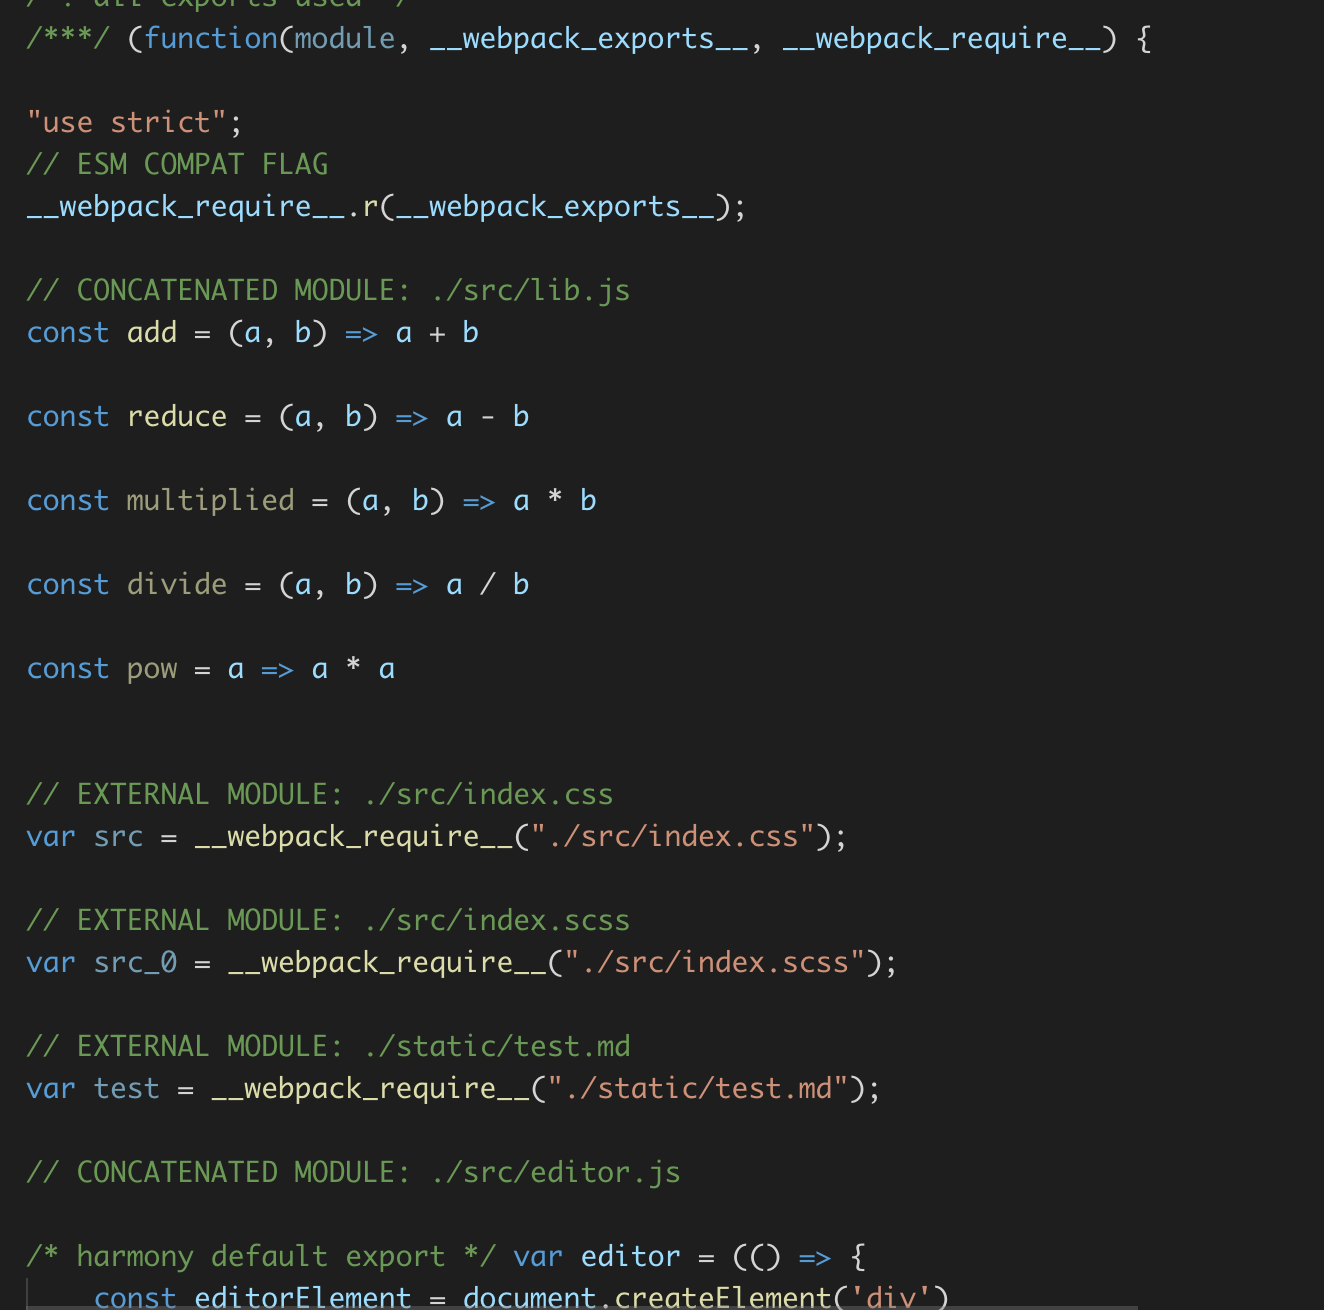 /*! all exports used */
/***/ (function(module, __webpack_exports__, __webpack_require__) {
"use strict";
// ESM COMPAT FLAG
__webpack_require__.r(__webpack_exports__);
// CONCATENATED MODULE: ./src/lib.js
const add = (a, b) => a + b
const reduce = (a, b) => a - b
const multiplied = (a, b) => a * b
const divide = (a, b) => a / b
const pow = a => a * a
// EXTERNAL MODULE: ./src/index.css
var src = __webpack_require__("./src/index.css");
// EXTERNAL MODULE: ./src/index.scss
var src_0 = __webpack_require__("./src/index.scss");
// EXTERNAL MODULE: ./static/test.md
var test = __webpack_require__("./static/test.md");
// CONCATENATED MODULE: ./src/editor.js
/* harmony default export */ var editor = (() => {
const editorElement = document.createElement('div')